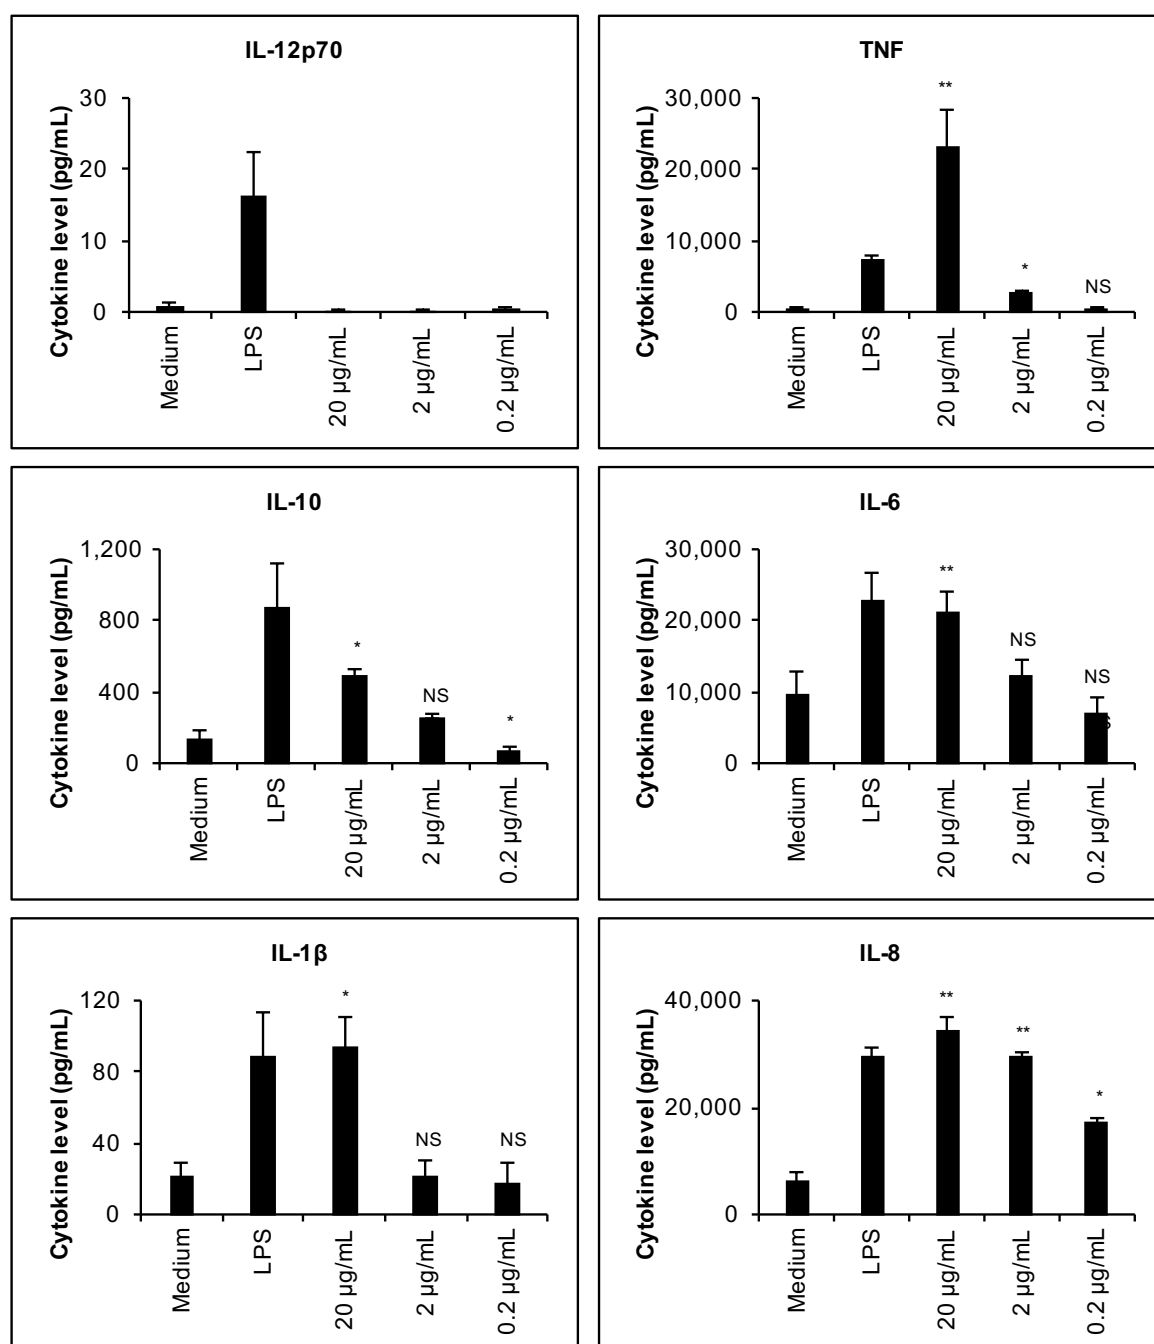 IL-12p70
Cytokine level (pg/mL)
30
20
10
0
Medium
LPS
20 µg/mL
2 µg/mL
0.2 µg/mL
TNF
Cytokine level (pg/mL)
30,000
20,000
10,000
0
**
*
NS
Medium
LPS
20 µg/mL
2 µg/mL
0.2 µg/mL
IL-10
Cytokine level (pg/mL)
1,200
800
400
0
*
NS
*
Medium
LPS
20 µg/mL
2 µg/mL
0.2 µg/mL
IL-6
Cytokine level (pg/mL)
30,000
20,000
10,000
0
**
NS
NS
Medium
LPS
20 µg/mL
2 µg/mL
0.2 µg/mL
IL-1β
Cytokine level (pg/mL)
120
80
40
0
*
NS
NS
Medium
LPS
20 µg/mL
2 µg/mL
0.2 µg/mL
IL-8
Cytokine level (pg/mL)
40,000
20,000
0
**
**
*
Medium
LPS
20 µg/mL
2 µg/mL
0.2 µg/mL